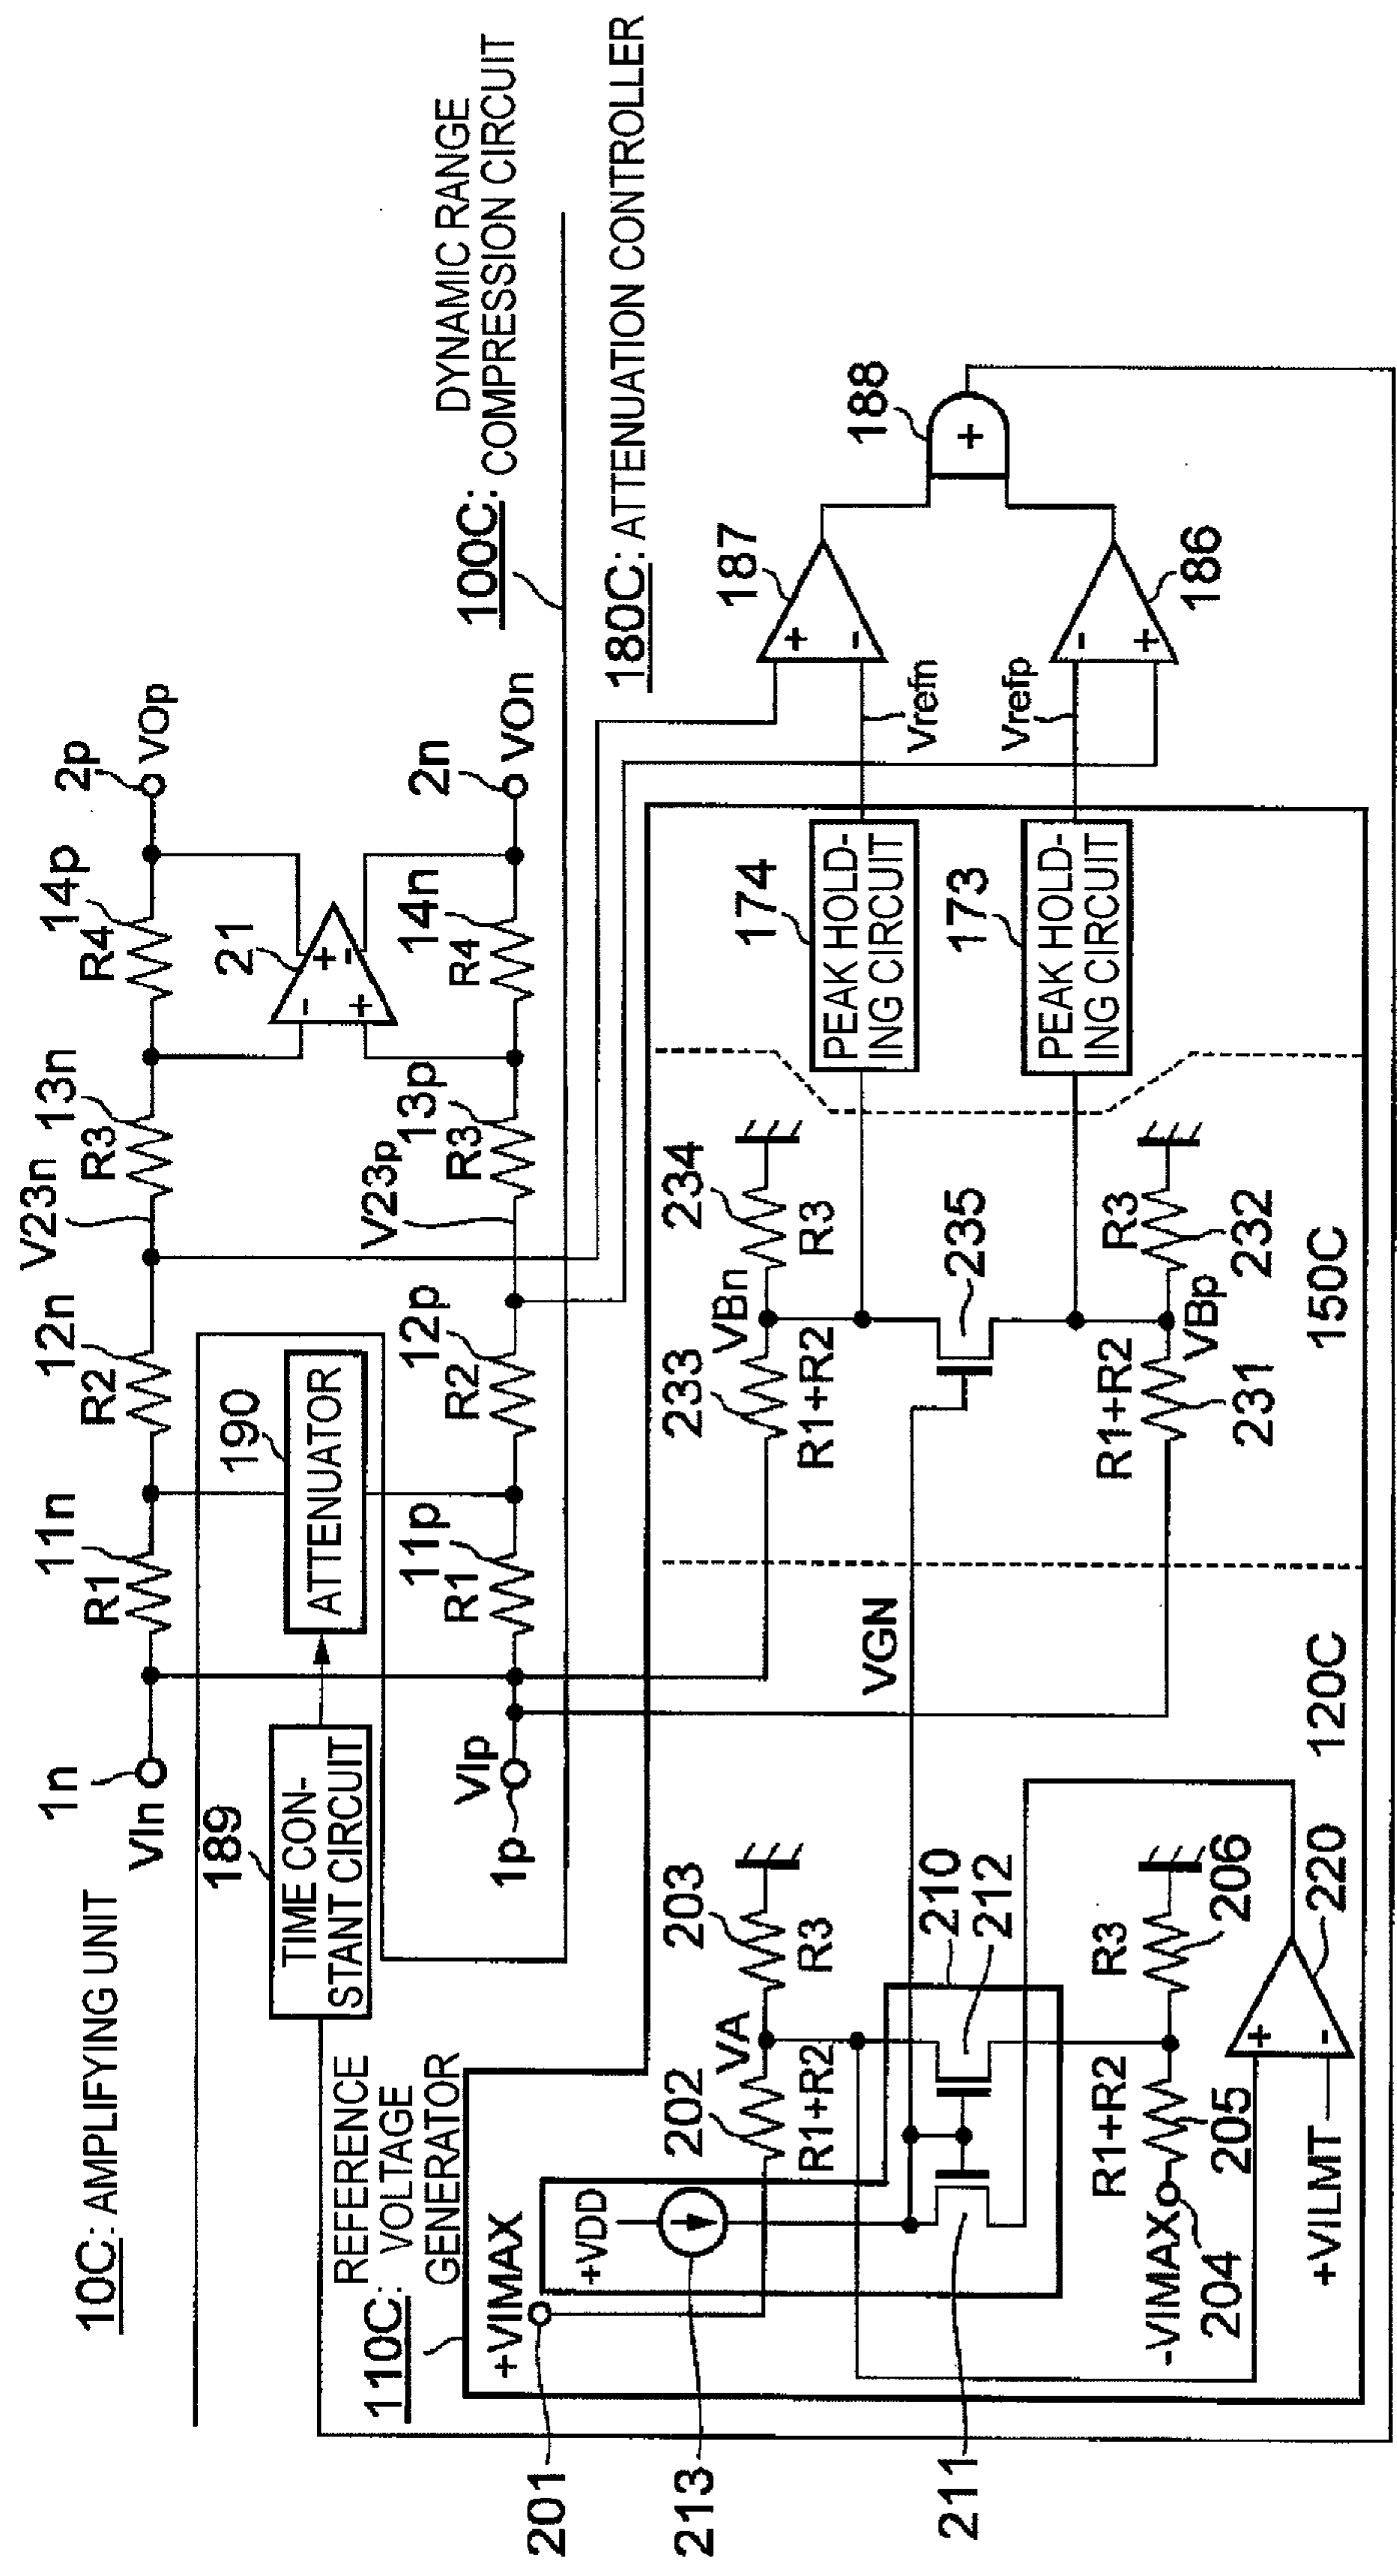 10C: AMPLIFYING UNIT
1n
VIn
11n
R1
12n
R2
V23n
13n
R3
14p
R4
2p
VOp
189
TIME CON-
STANT CIRCUIT
190
ATTENUATOR
21
-
+
+
-
VIp
1p
11p
R1
12p
R2
V23p
13p
R3
14n
R4
2n
VOn
100C: DYNAMIC RANGE
COMPRESSION CIRCUIT
180C: ATTENUATION CONTROLLER
110C: REFERENCE
VOLTAGE
GENERATOR
+VIMAX
201
+VDD
213
202
R1+R2
VA
203
R3
210
212
211
VGN
-VIMAX
204
R1+R2
205
R3
206
+VILMT
+
-
220
120C
233
R1+R2
VBn
234
R3
235
R1+R2
231
VBp
R3
232
150C
174
PEAK HOLD-
ING CIRCUIT
173
PEAK HOLD-
ING CIRCUIT
Vrefn
Vrefp
187
+
-
186
-
+
188
+